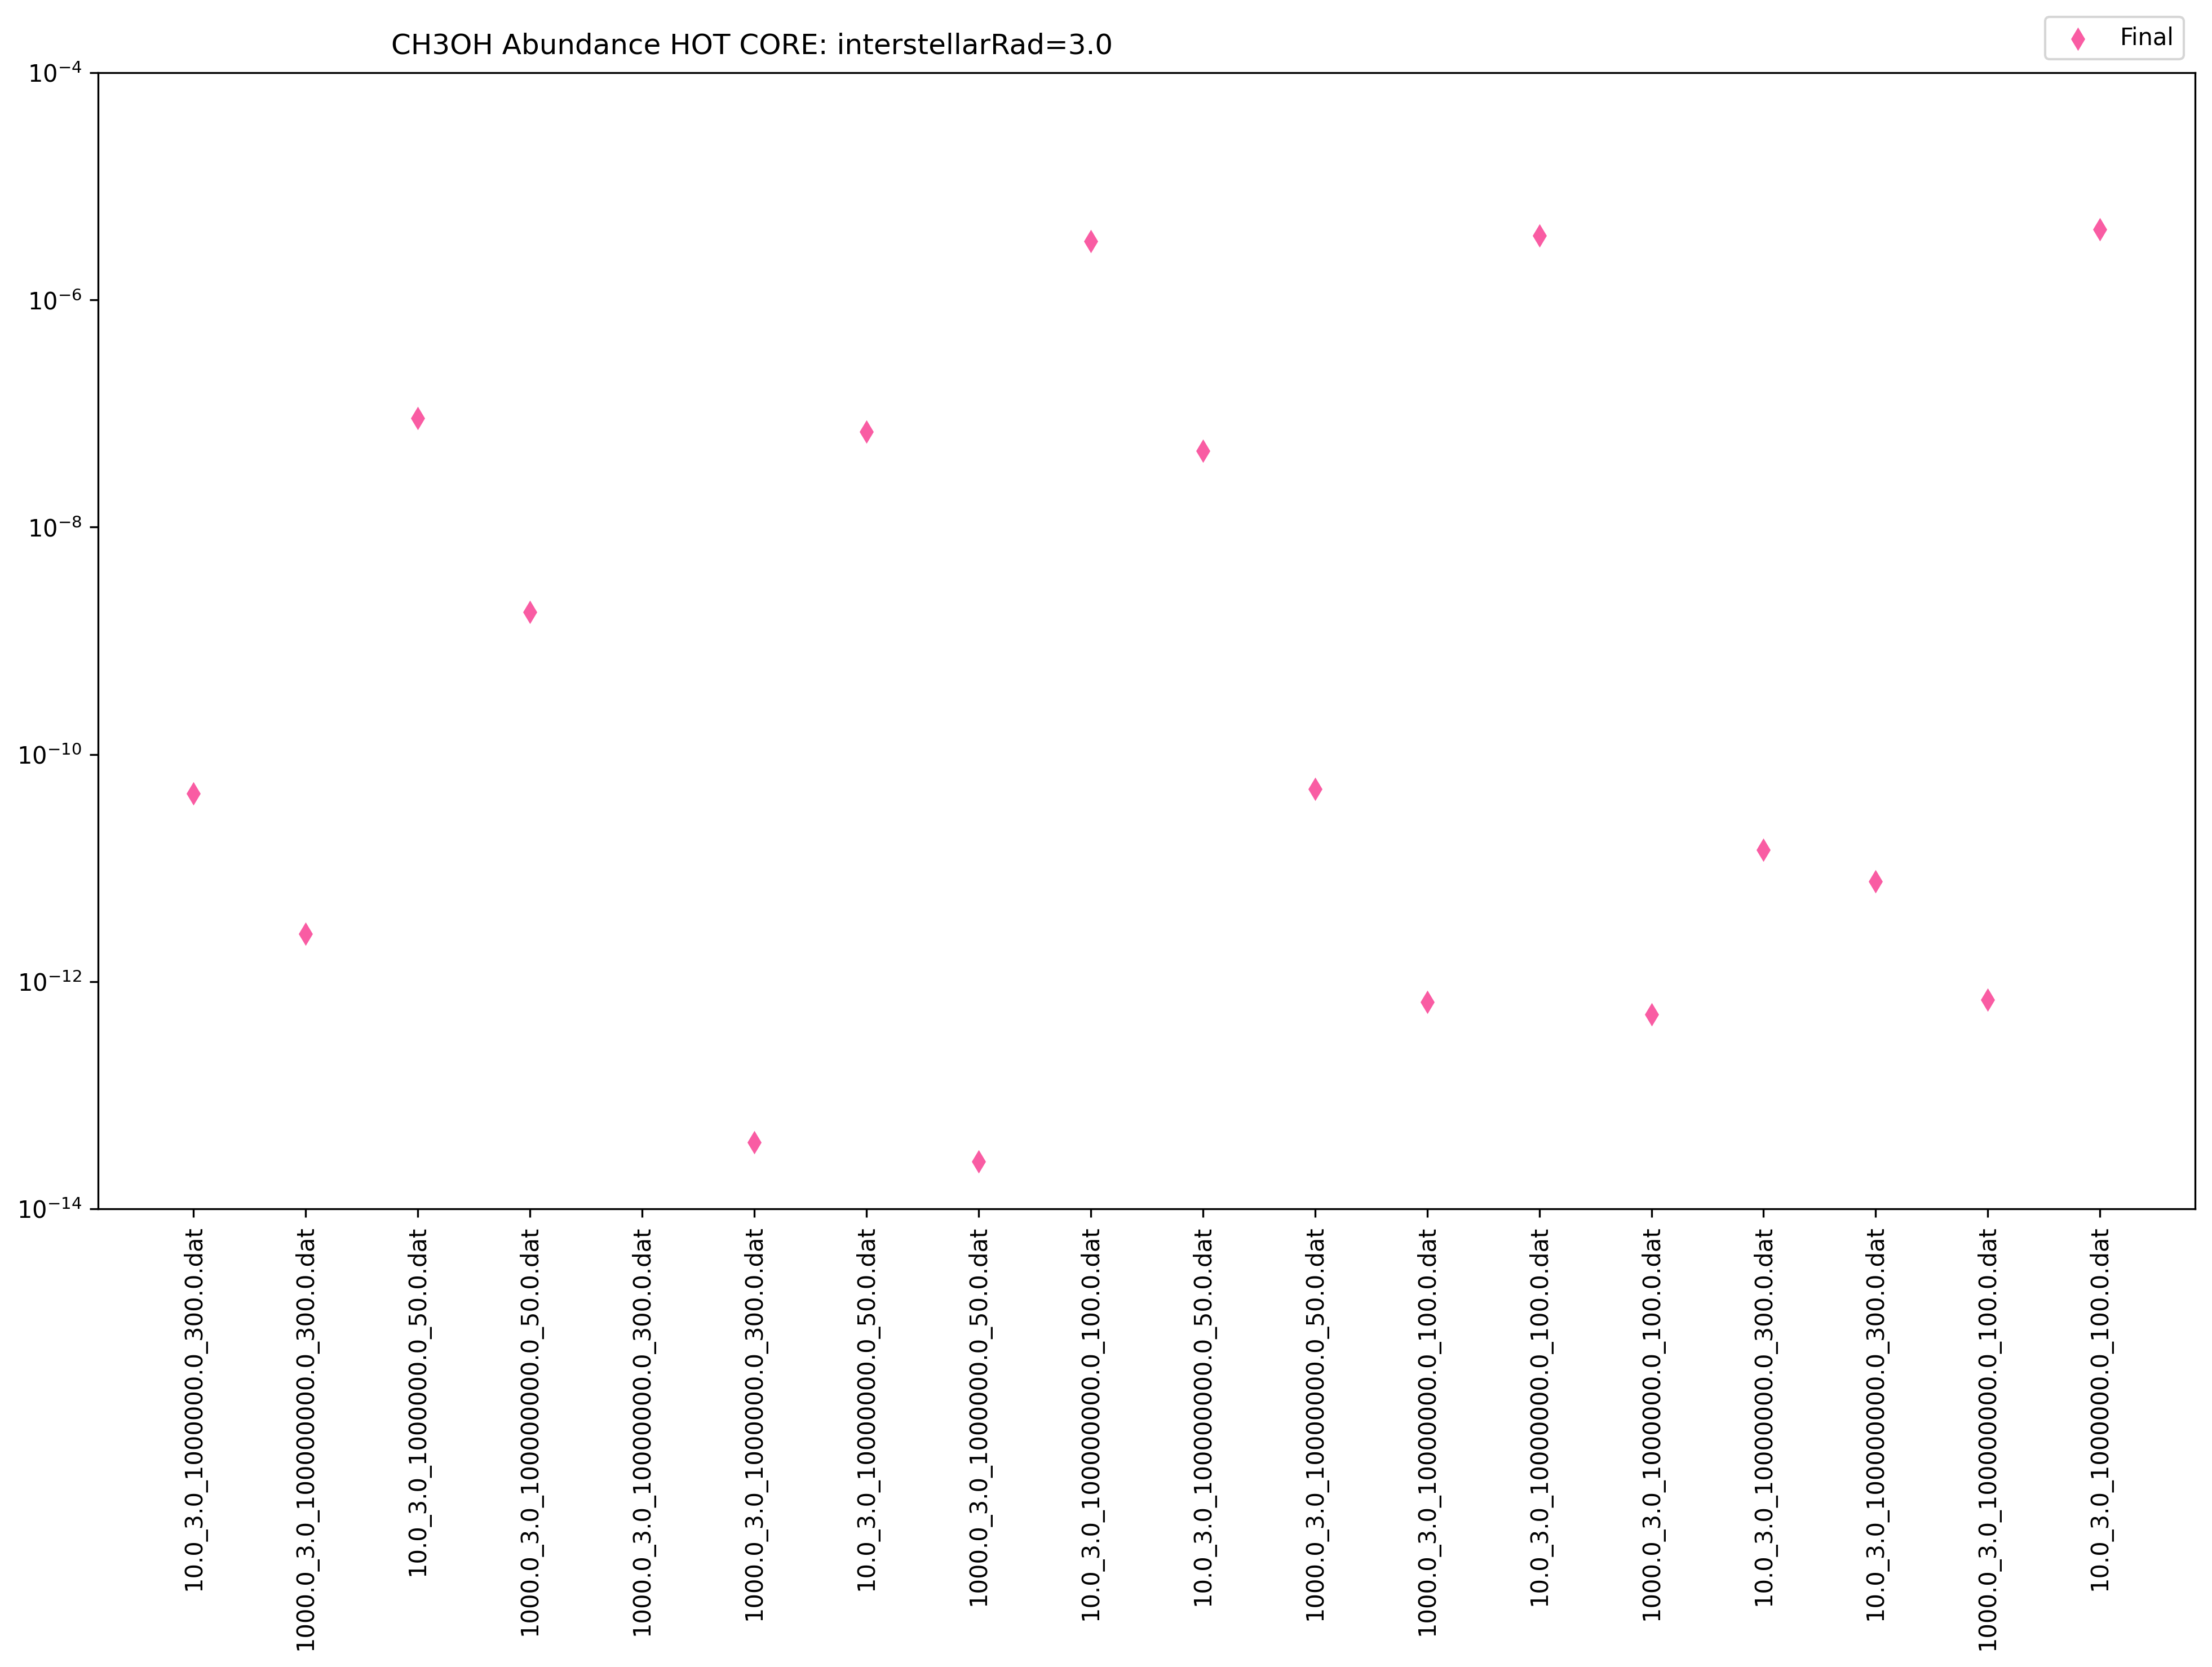 CH3OH Abundance HOT CORE: interstellarRad=3.0
Final
10⁻⁴
10⁻⁶
10⁻⁸
10⁻¹⁰
10⁻¹²
10⁻¹⁴
10.0_3.0_1000000.0_300.0.dat
1000.0_3.0_100000000.0_300.0.dat
10.0_3.0_1000000.0_50.0.dat
1000.0_3.0_100000000.0_50.0.dat
1000.0_3.0_10000000.0_300.0.dat
1000.0_3.0_1000000.0_300.0.dat
10.0_3.0_10000000.0_50.0.dat
1000.0_3.0_1000000.0_50.0.dat
10.0_3.0_100000000.0_100.0.dat
10.0_3.0_100000000.0_50.0.dat
1000.0_3.0_10000000.0_50.0.dat
1000.0_3.0_10000000.0_100.0.dat
10.0_3.0_10000000.0_100.0.dat
1000.0_3.0_1000000.0_100.0.dat
10.0_3.0_10000000.0_300.0.dat
10.0_3.0_100000000.0_300.0.dat
1000.0_3.0_100000000.0_100.0.dat
10.0_3.0_1000000.0_100.0.dat